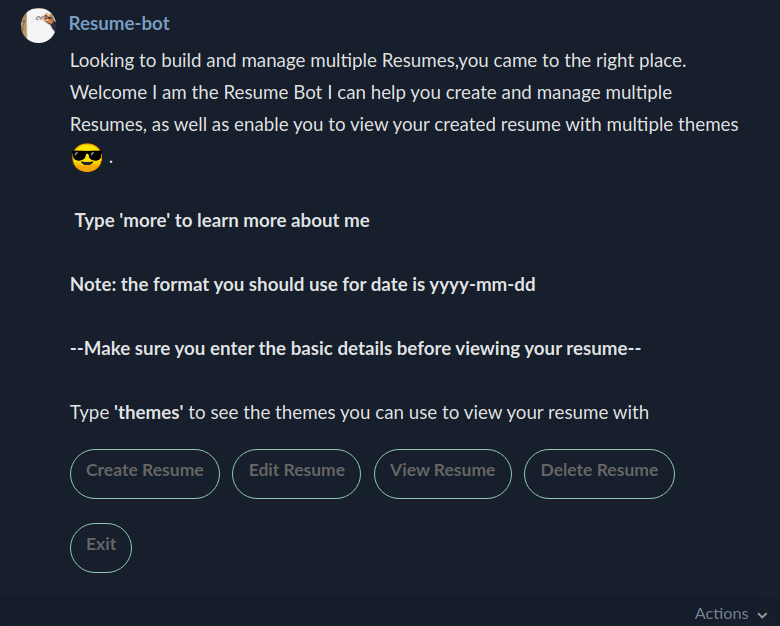 Resume-bot
Looking to build and manage multiple Resumes,you came to the right place.
Welcome I am the Resume Bot I can help you create and manage multiple
Resumes, as well as enable you to view your created resume with multiple themes
😎 .
Type 'more' to learn more about me
Note: the format you should use for date is yyyy-mm-dd
--Make sure you enter the basic details before viewing your resume--
Type 'themes' to see the themes you can use to view your resume with
Create Resume Edit Resume View Resume Delete Resume
Exit
Actions